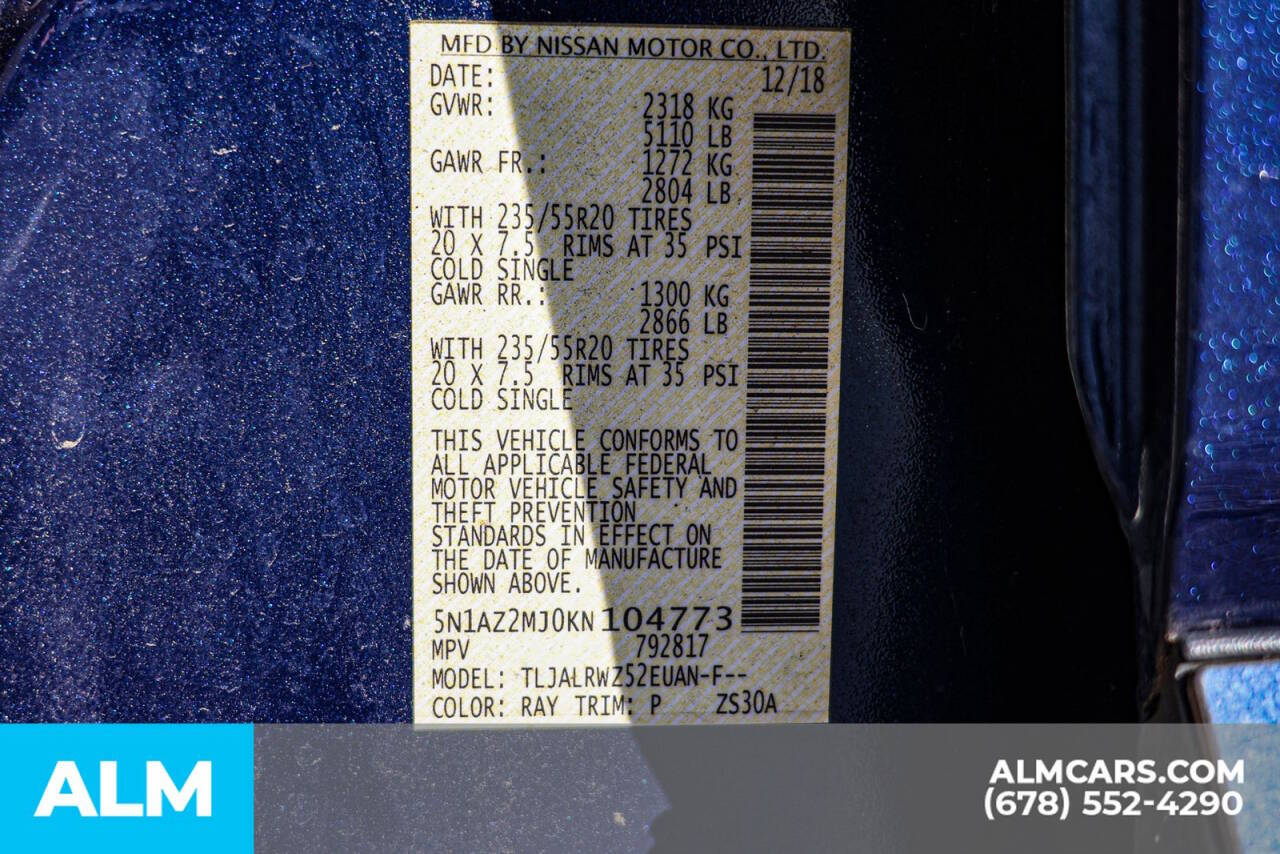 MFD BY NISSAN MOTOR CO., LTD.
DATE: 12/18
GVWR: 2318 KG
5110 LB
GAWR FR.: 1272 KG
2804 LB
WITH 235/55R20 TIRES
20 X 7.5 RIMS AT 35 PSI
COLD SINGLE
GAWR RR.: 1300 KG
2866 LB
WITH 235/55R20 TIRES
20 X 7.5 RIMS AT 35 PSI
COLD SINGLE
THIS VEHICLE CONFORMS TO
ALL APPLICABLE FEDERAL
MOTOR VEHICLE SAFETY AND
THEFT PREVENTION
STANDARDS IN EFFECT ON
THE DATE OF MANUFACTURE
SHOWN ABOVE.
5N1AZ2MJ0KN104773
MPV 792817
MODEL: TLJALRWZ52EUAN-F--
COLOR: RAY TRIM: P ZS30A
ALM
ALMCARS.COM
(678) 552-4290